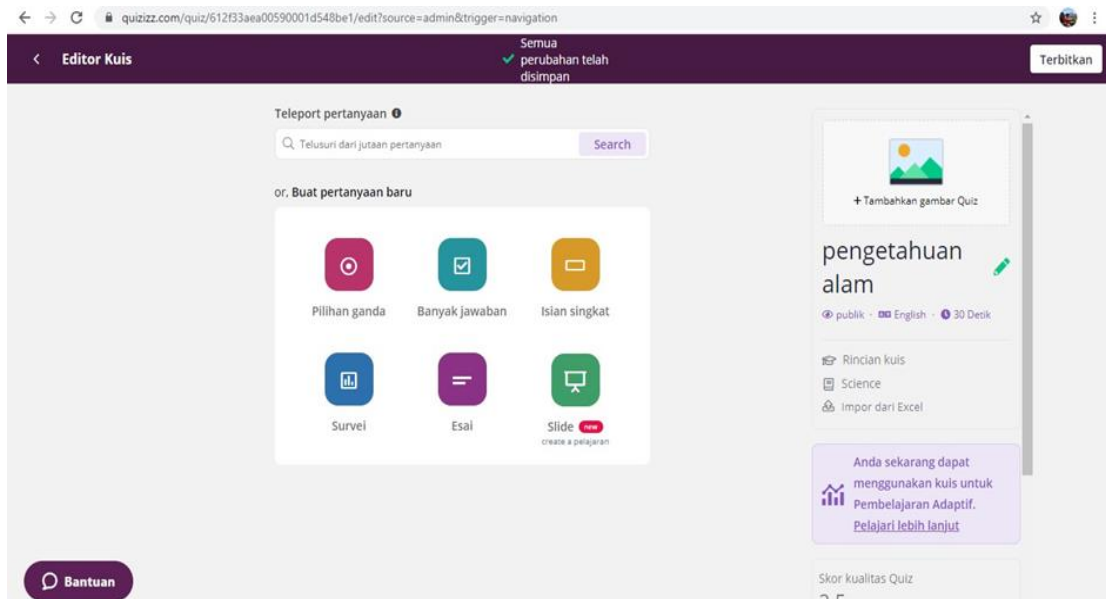 quizizz.com/quiz/612f33aea00590001d548be1/edit?source=admin&trigger=navigation
Editor Kuis
Semua
perubahan telah
disimpan
Terbitkan
Teleport pertanyaan
Telusuri dari jutaan pertanyaan
Search
or, Buat pertanyaan baru
Pilihan ganda
Banyak jawaban
Isian singkat
Survei
Esai
Slide new
create a pelajaran
+ Tambahkan gambar Quiz
pengetahuan
alam
publik · English · 30 Detik
Rincian kuis
Science
Impor dari Excel
Anda sekarang dapat
menggunakan kuis untuk
Pembelajaran Adaptif.
Pelajari lebih lanjut
Skor kualitas Quiz
Bantuan